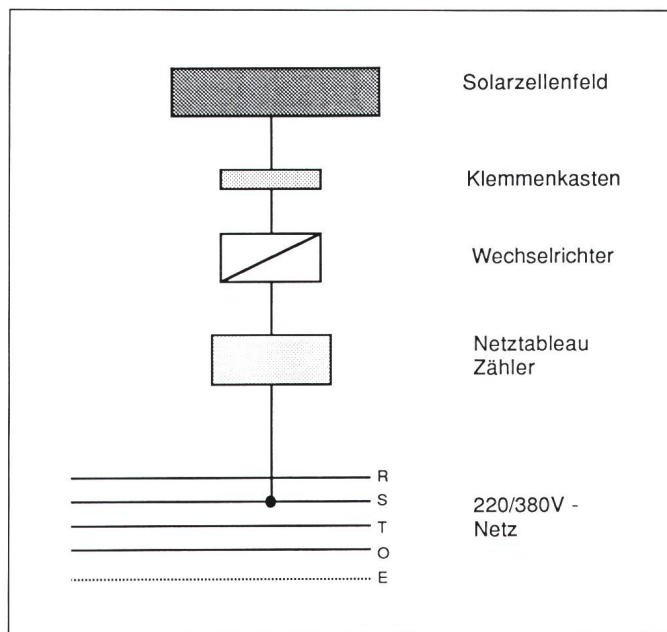 Solarzellenfeld
Klemmenkasten
Wechselrichter
Netztableau
Zähler
R
S
T
O
E
220/380V -
Netz